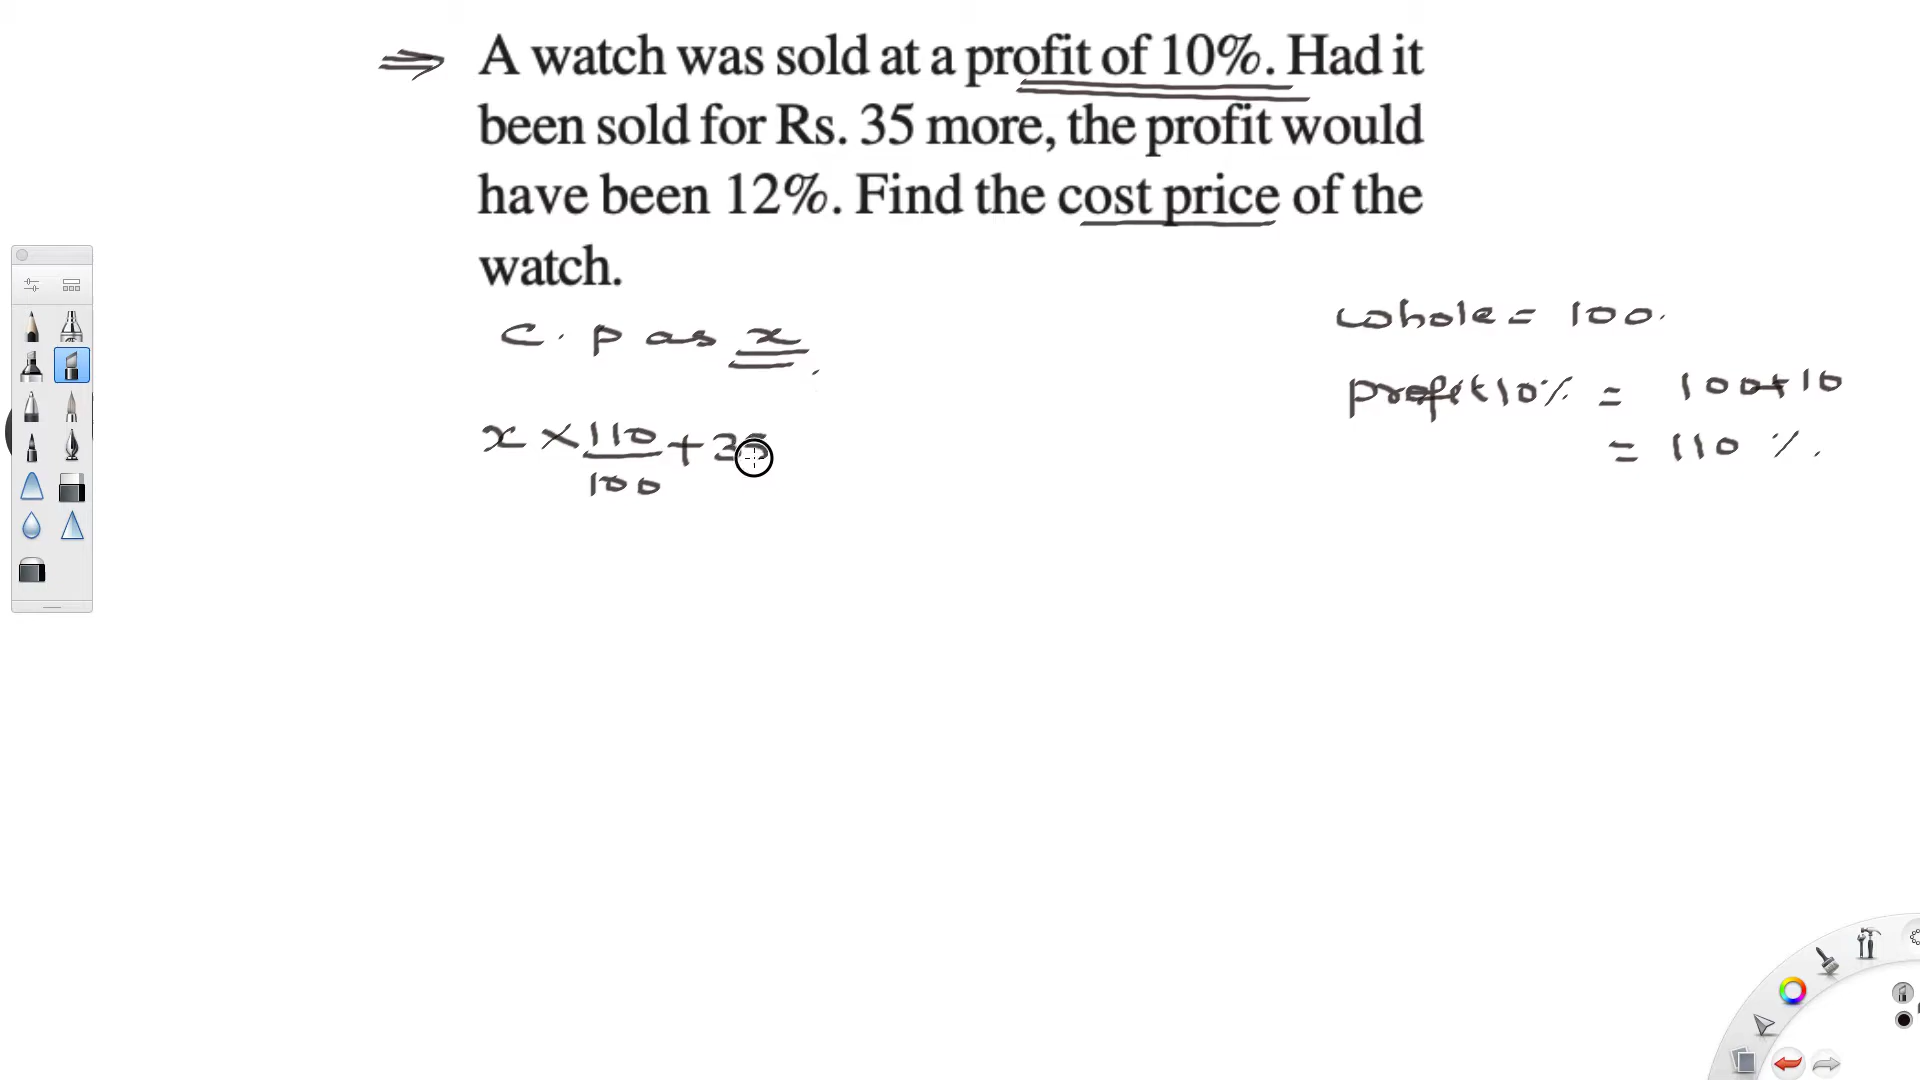 A watch was sold at a profit of 10%. Had it
been sold for Rs. 35 more, the profit would
have been 12%. Find the cost price of the
watch.
C. P as x.
whole = 100.
profit 10% = 100+10
= 110 %.
x × 110/100 + 35